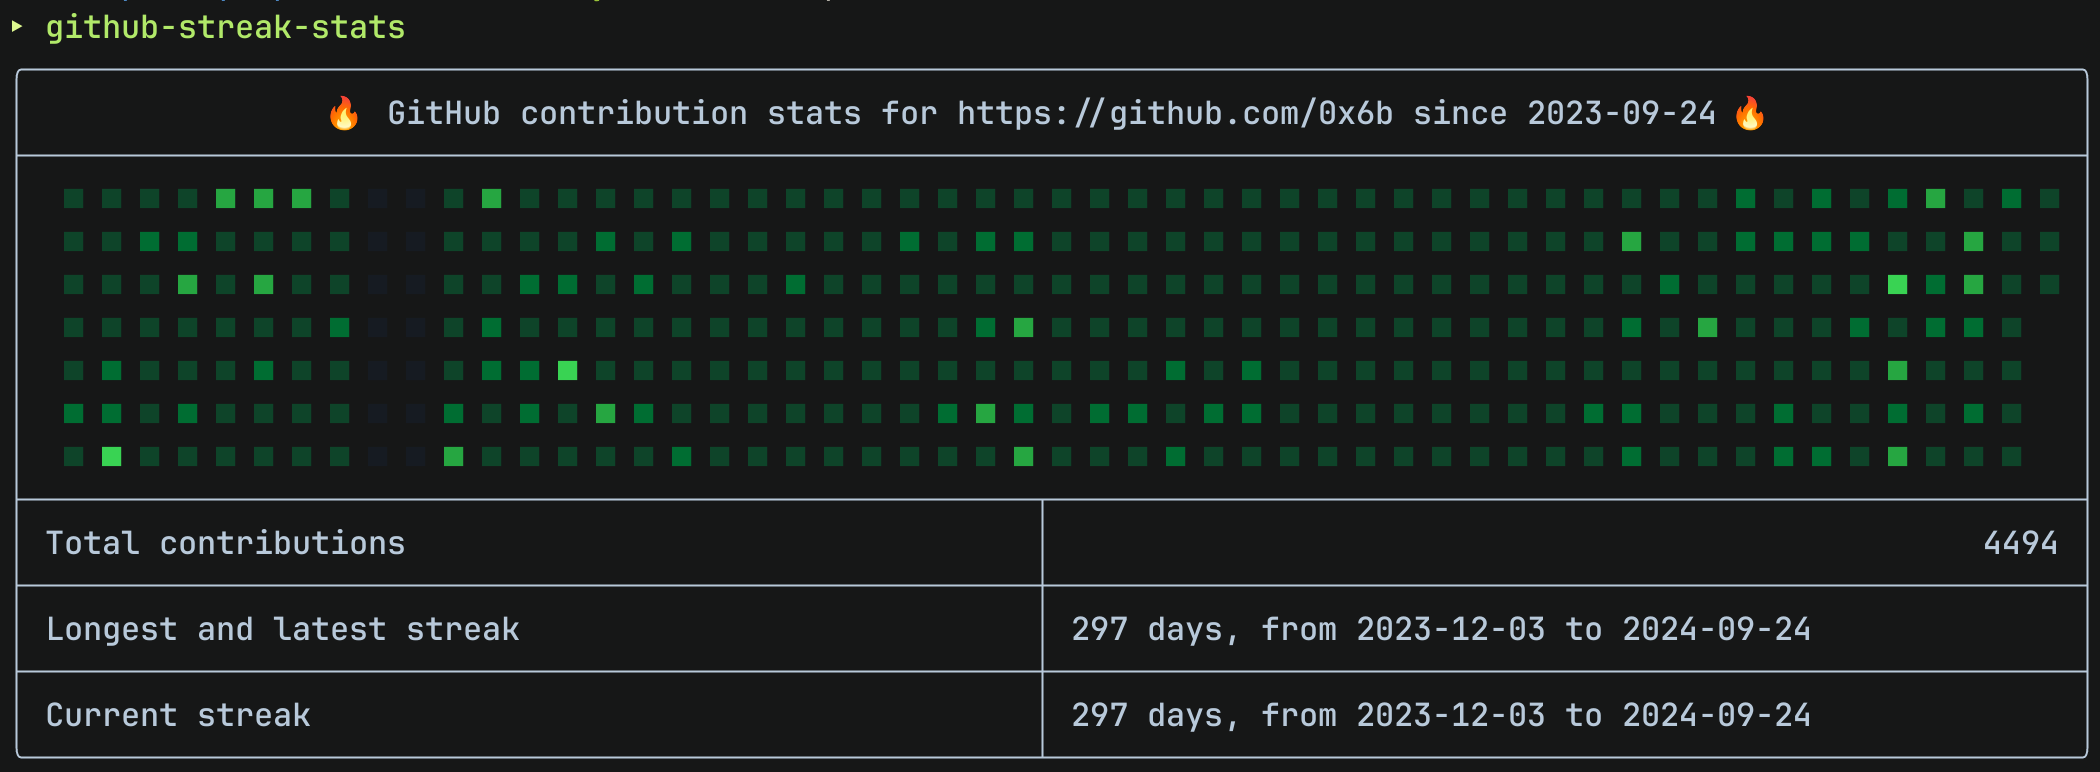 github-streak-stats
🔥 GitHub contribution stats for https://github.com/0x6b since 2023-09-24 🔥
Total contributions 4494
Longest and latest streak 297 days, from 2023-12-03 to 2024-09-24
Current streak 297 days, from 2023-12-03 to 2024-09-24